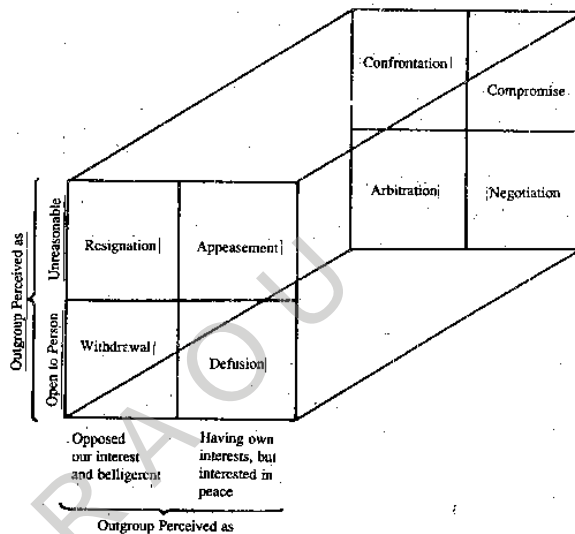 Confrontation
Compromise
Arbitration
Negotiation
Outgroup Perceived as
Unreasonable
Open to Person
Resignation
Appeasement
Withdrawal
Defusion
Opposed
our interest
and belligerent
Having own
interests, but
interested in
peace
Outgroup Perceived as
RAOU